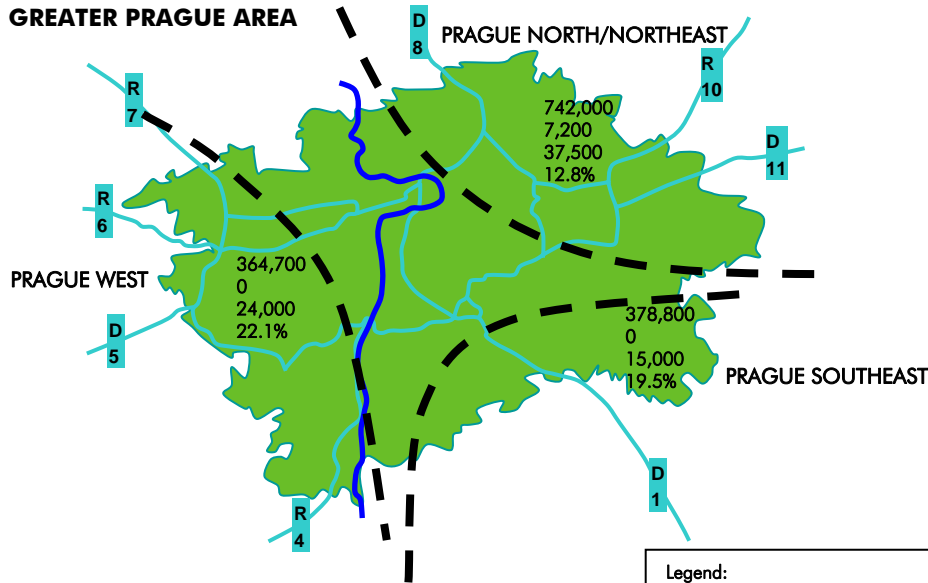 GREATER PRAGUE AREA
D
8
PRAGUE NORTH/NORTHEAST
R
10
R
7
742,000
7,200
37,500
12.8%
D
11
R
6
PRAGUE WEST
364,700
0
24,000
22.1%
D
5
378,800
0
15,000
19.5%
PRAGUE SOUTHEAST
D
1
R
4
Legend: